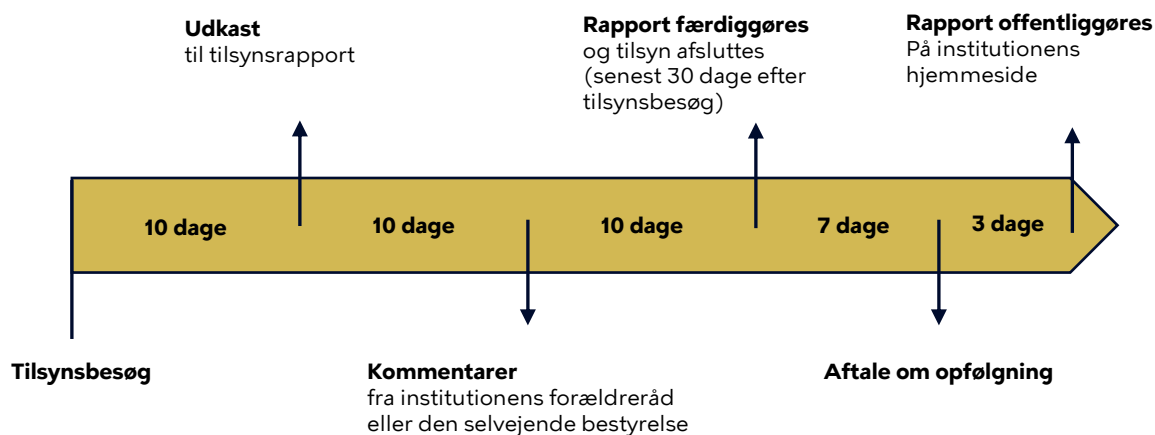 Udkast
til tilsynsrapport
Rapport færdiggøres
og tilsyn afsluttes
(senest 30 dage efter
tilsynsbesøg)
Rapport offentliggøres
På institutionens
hjemmeside
10 dage
10 dage
10 dage
7 dage
3 dage
Tilsynsbesøg
Kommentarer
fra institutionens forældreråd
eller den selvejende bestyrelse
Aftale om opfølgning